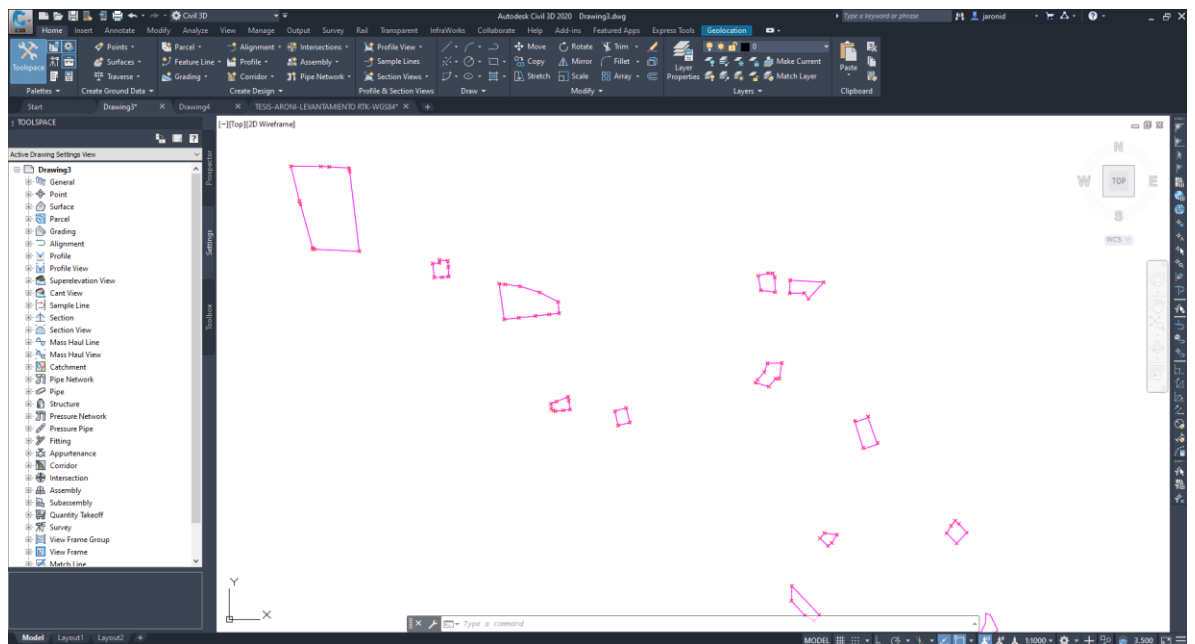 Autodesk Civil 3D 2020 Drawing3.dwg
Civil 3D
Type a keyword or phrase
jaronid
C3D
Home Insert Annotate Modify Analyze View Manage Output Survey Rail Transparent InfraWorks Collaborate Help Add-ins Featured Apps Express Tools Geolocation
Toolspace
Points
Surfaces
Traverse
Parcel
Feature Line
Grading
Alignment
Profile
Corridor
Intersections
Assembly
Pipe Network
Profile View
Sample Lines
Section Views
Move
Copy
Stretch
Rotate
Mirror
Scale
Trim
Fillet
Array
Layer
Properties
0
Make Current
Match Layer
Paste
Palettes
Create Ground Data
Create Design
Profile & Section Views
Draw
Modify
Layers
Clipboard
Start Drawing3* Drawing4 TESIS-ARONI-LEVANTAMIENTO RTK-WGS84*
TOOLSPACE
Active Drawing Settings View
Drawing3
General
Point
Surface
Parcel
Grading
Alignment
Profile
Profile View
Superelevation View
Cant View
Sample Line
Section
Section View
Mass Haul Line
Mass Haul View
Catchment
Pipe Network
Pipe
Structure
Pressure Network
Pressure Pipe
Fitting
Appurtenance
Corridor
Intersection
Assembly
Subassembly
Quantity Takeoff
Survey
View Frame Group
View Frame
Match Line
Prospector
Settings
Toolbox
[−][Top][2D Wireframe]
N
W TOP E
S
WCS
Y
X
Type a command
Model Layout1 Layout2 +
MODEL
1:1000
3.500